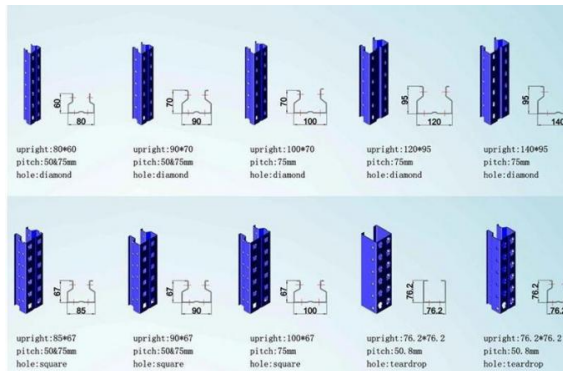 60
80
70
90
70
100
95
120
95
140
upright:80*60
pitch:50&75mm
hole:diamond
upright:90*70
pitch:50&75mm
hole:diamond
upright:100*70
pitch:75mm
hole:diamond
upright:120*95
pitch:75mm
hole:diamond
upright:140*95
pitch:75mm
hole:diamond
67
85
67
90
67
100
76.2
76.2
76.2
76.2
upright:85*67
pitch:50&75mm
hole:square
upright:90*67
pitch:50&75mm
hole:square
upright:100*67
pitch:75mm
hole:square
upright:76.2*76.2
pitch:50.8mm
hole:teardrop
upright:76.2*76.2
pitch:50.8mm
hole:teardrop